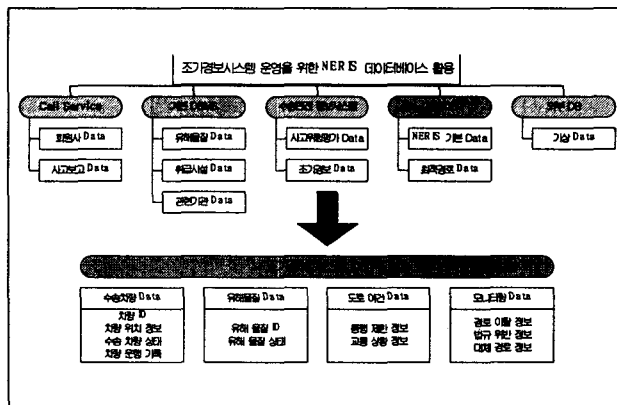 조기경보시스템 운영을 위한 NERIS 데이터베이스 활용
Call Service
DB
회원사 Data
유해물질 Data
사고위험평가 Data
NERIS 기본 Data
기상 Data
사고보고 Data
취급시설 Data
조기경보 Data
최적경로 Data
관련기관 Data
수송차량 Data
유해물질 Data
도로 여건 Data
모니터링 Data
차량 ID
차량 위치 정보
수송 차량 상태
차량 운행 기록
유해 물질 ID
유해 물질 상태
통행 제한 정보
교통 상황 정보
경로 이탈 정보
법규 위반 정보
대체 경로 정보